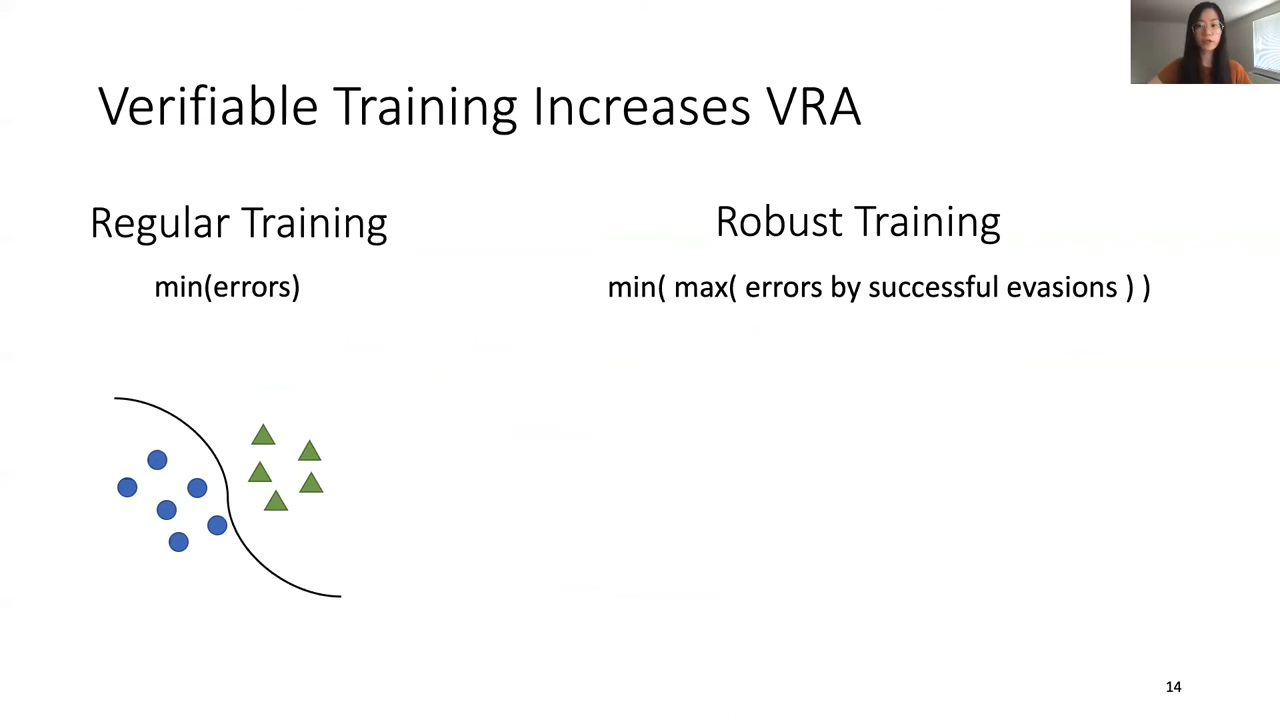 Verifiable Training Increases VRA
Regular Training
min(errors)
Robust Training
min( max( errors by successful evasions ) )
14